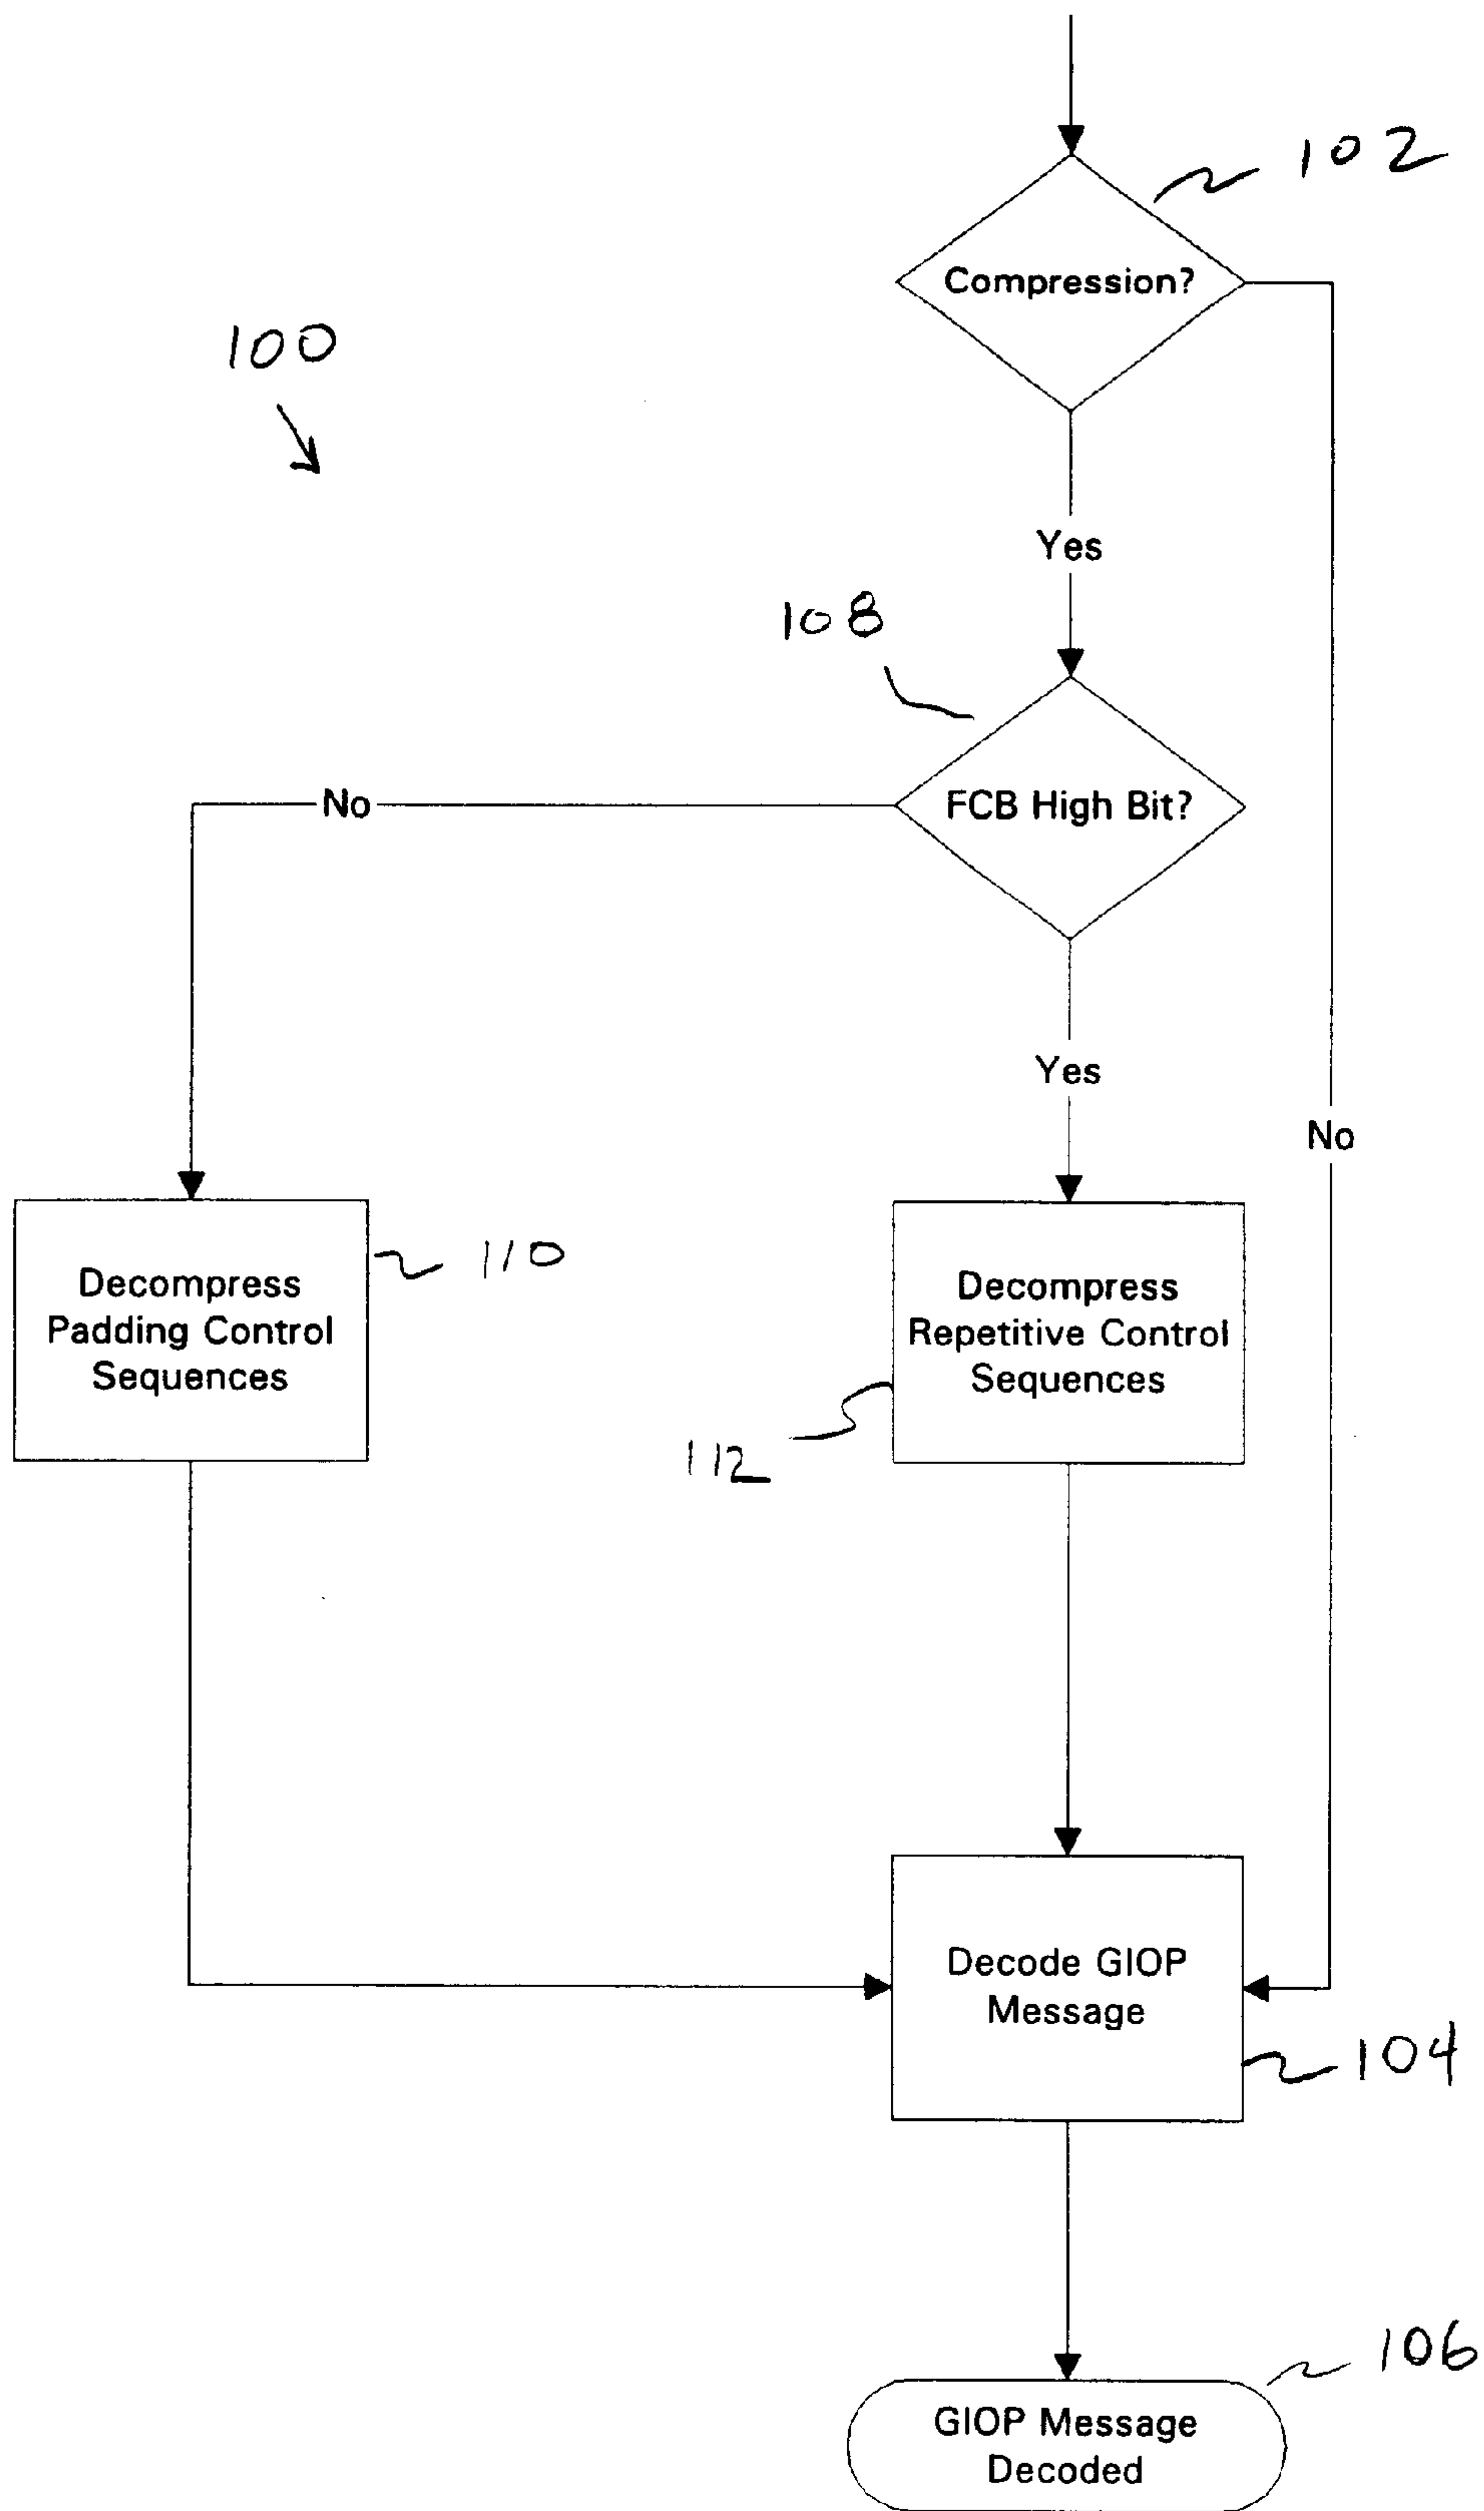 102
Compression?
100
Yes
108
No
FCB High Bit?
Yes
No
Decompress
Padding Control
Sequences
110
Decompress
Repetitive Control
Sequences
112
Decode GIOP
Message
104
106
GIOP Message
Decoded